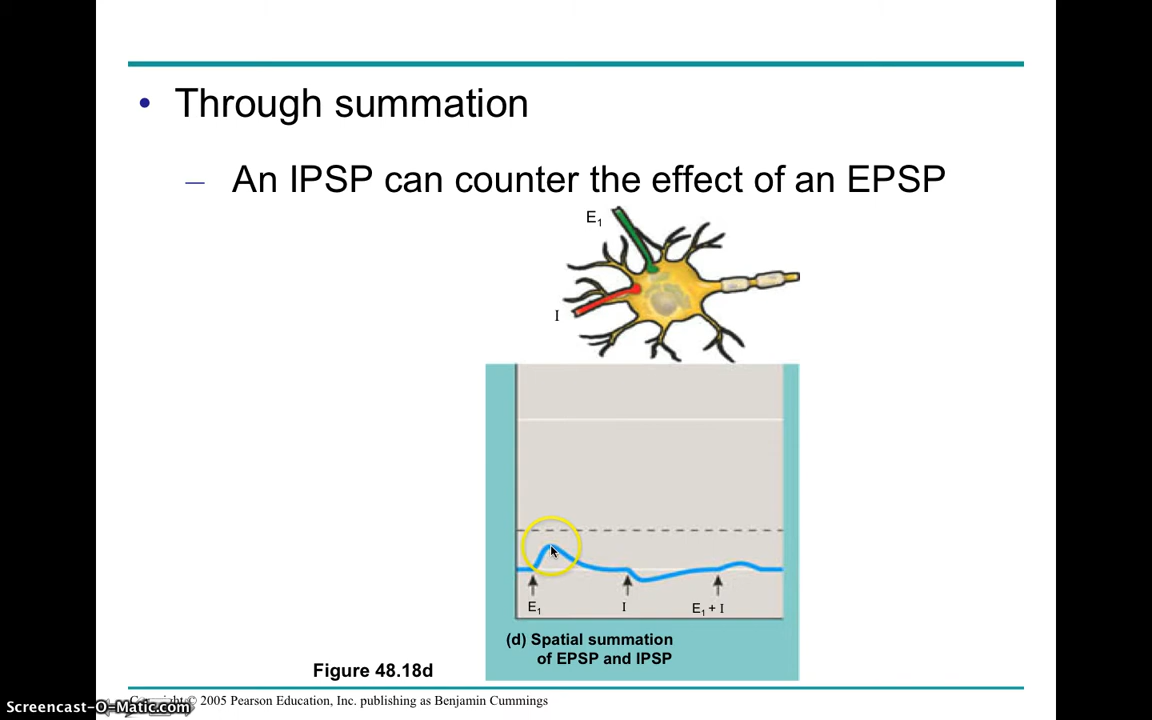 • Through summation
– An IPSP can counter the effect of an EPSP
E1
I
E1 I E1 + I
(d) Spatial summation
of EPSP and IPSP
Figure 48.18d
Copyright © 2005 Pearson Education, Inc. publishing as Benjamin Cummings
Screencast-O-Matic.com